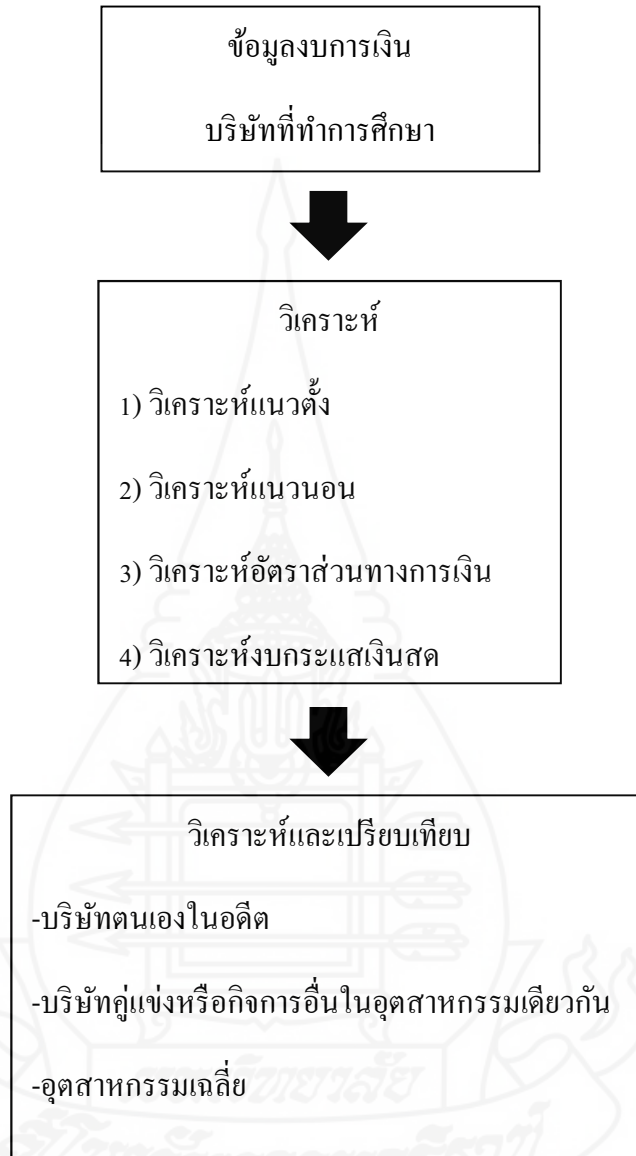 ข้อมูลงบการเงิน
บริษัทที่ทำการศึกษา
วิเคราะห์
1) วิเคราะห์แนวตั้ง
2) วิเคราะห์แนวนอน
3) วิเคราะห์อัตราส่วนทางการเงิน
4) วิเคราะห์งบกระแสเงินสด
วิเคราะห์และเปรียบเทียบ
-บริษัทตนเองในอดีต
-บริษัทคู่แข่งหรือกิจการอื่นในอุตสาหกรรมเดียวกัน
-อุตสาหกรรมเฉลี่ย